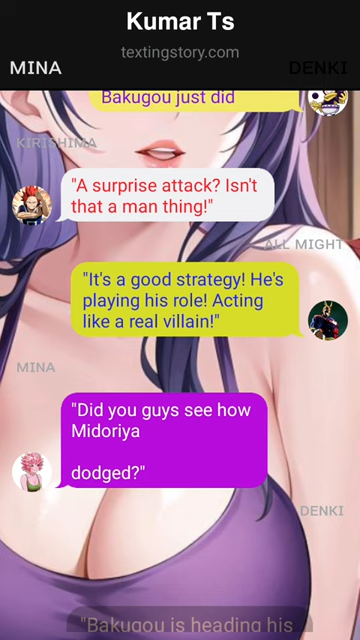 Kumar Ts
textingstory.com
MINA
DENKI
Bakugou just did
KIRISHIMA
"A surprise attack? Isn't
that a man thing!"
ALL MIGHT
"It's a good strategy! He's
playing his role! Acting
like a real villain!"
MINA
"Did you guys see how
Midoriya
dodged?"
DENKI
"Bakugou is heading his